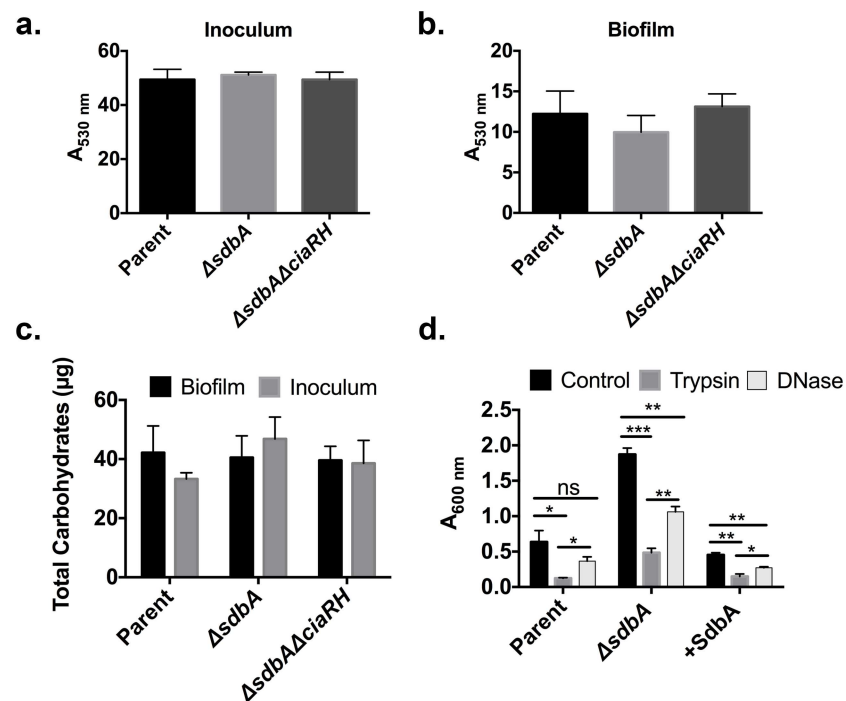 a.
Inoculum
A530 nm
60
40
20
0
Parent
ΔsdbA
ΔsdbAΔciaRH
b.
Biofilm
A530 nm
20
15
10
5
0
Parent
ΔsdbA
ΔsdbAΔciaRH
c.
Biofilm Inoculum
Total Carbohydrates (µg)
60
40
20
0
Parent
ΔsdbA
ΔsdbAΔciaRH
d.
Control Trypsin DNase
A600 nm
2.5
2.0
1.5
1.0
0.5
0.0
ns
*
*
**
***
**
**
**
*
Parent
ΔsdbA
+SdbA